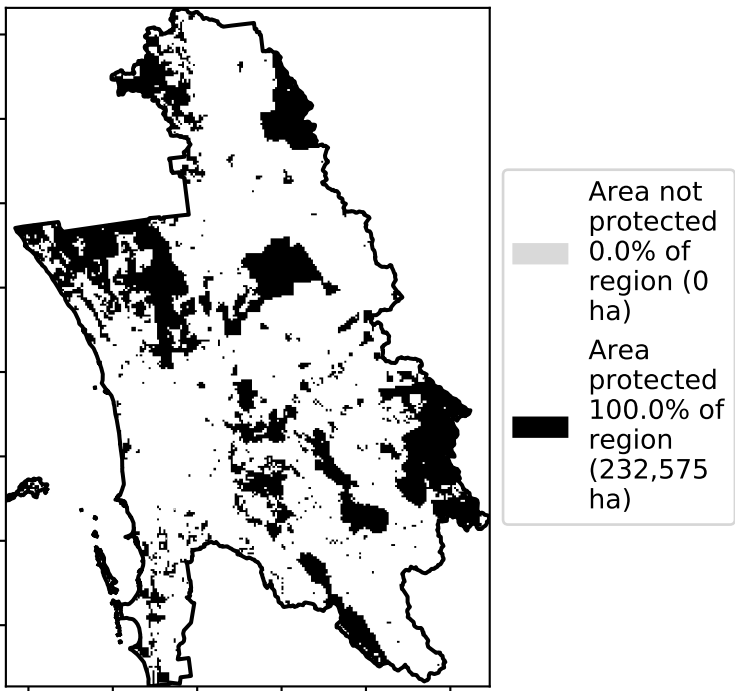 Area not
protected
0.0% of
region (0
ha)
Area
protected
100.0% of
region
(232,575
ha)